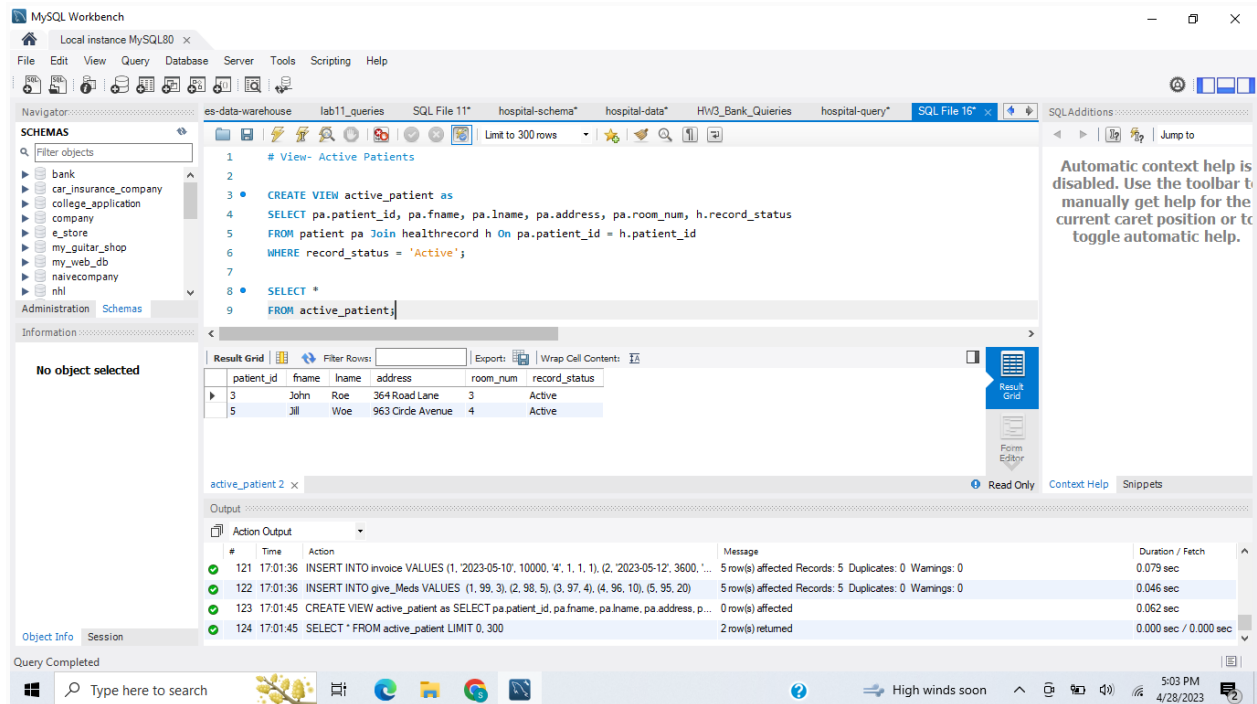 MySQL Workbench
Local instance MySQL80 ×
File Edit View Query Database Server Tools Scripting Help
Navigator
SCHEMAS
Filter objects
bank
car_insurance_company
college_application
company
e_store
my_guitar_shop
my_web_db
naivecompany
nhl
Administration Schemas
Information
No object selected
Object Info Session
es-data-warehouse lab11_queries SQL File 11* hospital-schema* hospital-data* HW3_Bank_Quieries hospital-query* SQL File 16* ×
Limit to 300 rows
1 # View- Active Patients
2
3 CREATE VIEW active_patient as
4 SELECT pa.patient_id, pa.fname, pa.lname, pa.address, pa.room_num, h.record_status
5 FROM patient pa Join healthrecord h On pa.patient_id = h.patient_id
6 WHERE record_status = 'Active';
7
8 SELECT *
9 FROM active_patient;
Result Grid Filter Rows: Export: Wrap Cell Content:
patient_id fname lname address room_num record_status
3 John Roe 364 Road Lane 3 Active
5 Jill Woe 963 Circle Avenue 4 Active
Result Grid
Form Editor
active_patient 2 ×
Read Only
SQLAdditions
Jump to
Automatic context help is
disabled. Use the toolbar to
manually get help for the
current caret position or to
toggle automatic help.
Context Help Snippets
Output
Action Output
# Time Action Message Duration / Fetch
121 17:01:36 INSERT INTO invoice VALUES (1, '2023-05-10', 10000, '4', 1, 1, 1), (2, '2023-05-12', 3600, '... 5 row(s) affected Records: 5 Duplicates: 0 Warnings: 0 0.079 sec
122 17:01:36 INSERT INTO give_Meds VALUES (1, 99, 3), (2, 98, 5), (3, 97, 4), (4, 96, 10), (5, 95, 20) 5 row(s) affected Records: 5 Duplicates: 0 Warnings: 0 0.046 sec
123 17:01:45 CREATE VIEW active_patient as SELECT pa.patient_id, pa.fname, pa.lname, pa.address, p... 0 row(s) affected 0.062 sec
124 17:01:45 SELECT * FROM active_patient LIMIT 0, 300 2 row(s) returned 0.000 sec / 0.000 sec
Query Completed
Type here to search
High winds soon
5:03 PM
4/28/2023
2